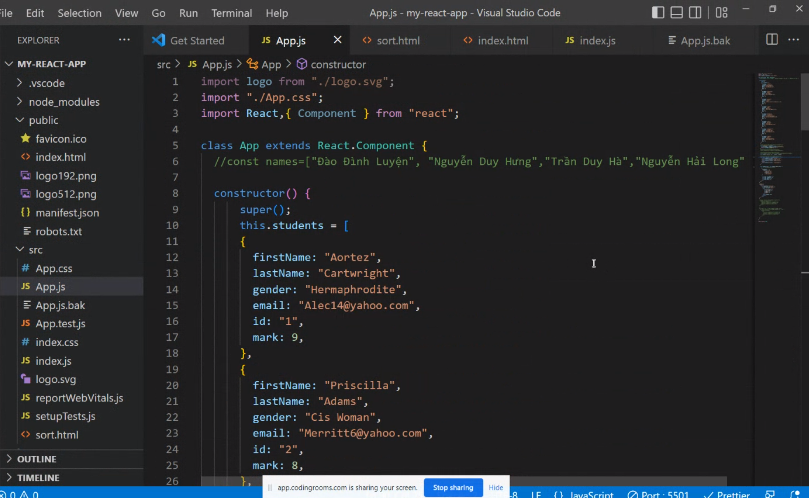 File Edit Selection View Go Run Terminal Help App.js - my-react-app - Visual Studio Code
EXPLORER
Get Started
JS App.js
sort.html
index.html
JS index.js
App.js.bak
MY-REACT-APP
.vscode
node_modules
public
favicon.ico
index.html
logo192.png
logo512.png
{} manifest.json
robots.txt
src
# App.css
JS App.js
App.js.bak
JS App.test.js
# index.css
JS index.js
logo.svg
JS reportWebVitals.js
JS setupTests.js
sort.html
OUTLINE
TIMELINE
src > JS App.js > App > constructor
1 import logo from "./logo.svg";
2 import "./App.css";
3 import React,{ Component } from "react";
4
5 class App extends React.Component {
6 //const names=["Đào Đình Luyện", "Nguyễn Duy Hưng","Trần Duy Hà","Nguyễn Hải Long"
7
8 constructor() {
9 super();
10 this.students = [
11 {
12 firstName: "Aortez",
13 lastName: "Cartwright",
14 gender: "Hermaphrodite",
15 email: "Alec14@yahoo.com",
16 id: "1",
17 mark: 9,
18 },
19 {
20 firstName: "Priscilla",
21 lastName: "Adams",
22 gender: "Cis Woman",
23 email: "Merritt6@yahoo.com",
24 id: "2",
25 mark: 8,
26 },
app.codingrooms.com is sharing your screen. Stop sharing Hide
0 0 -8 LF {} JavaScript Port : 5501 Prettier